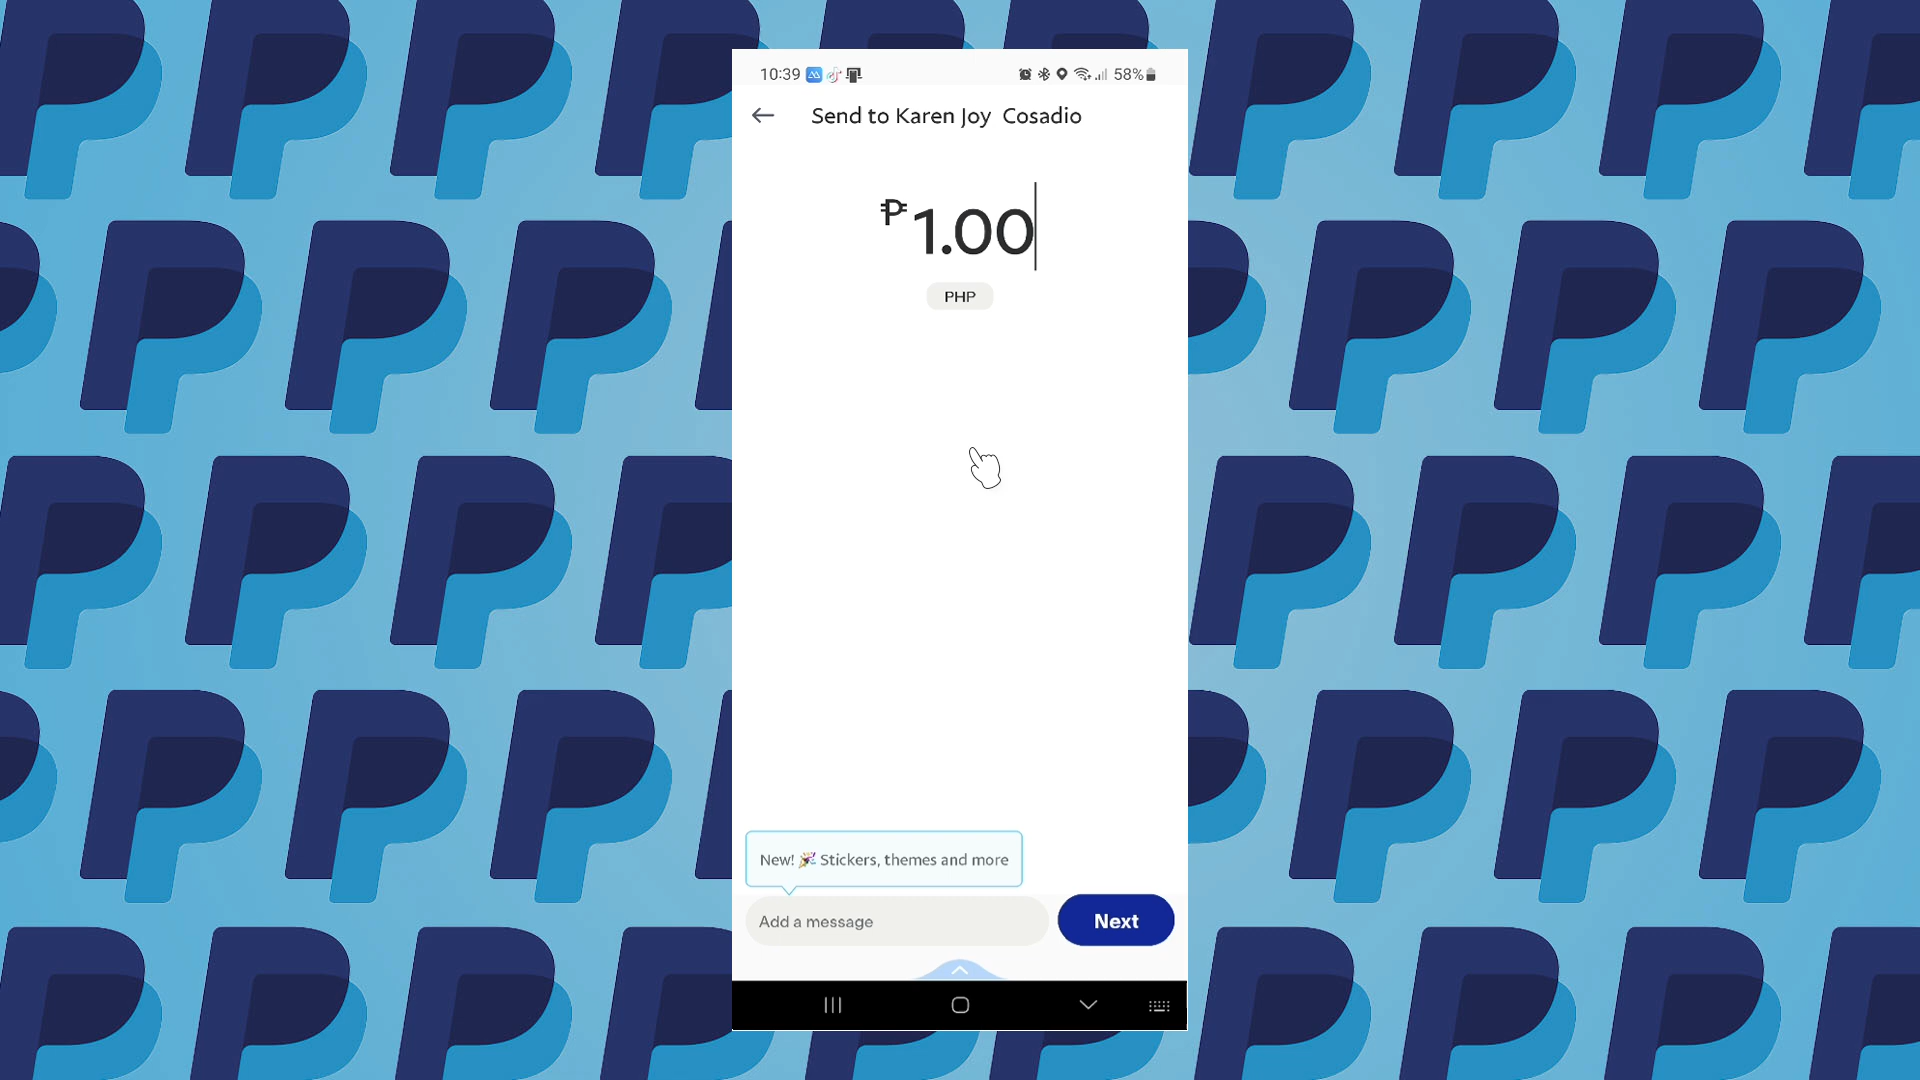 10:39 58%
Send to Karen Joy  Cosadio
₱1.00
PHP
New! 🎉 Stickers, themes and more
Add a message
Next